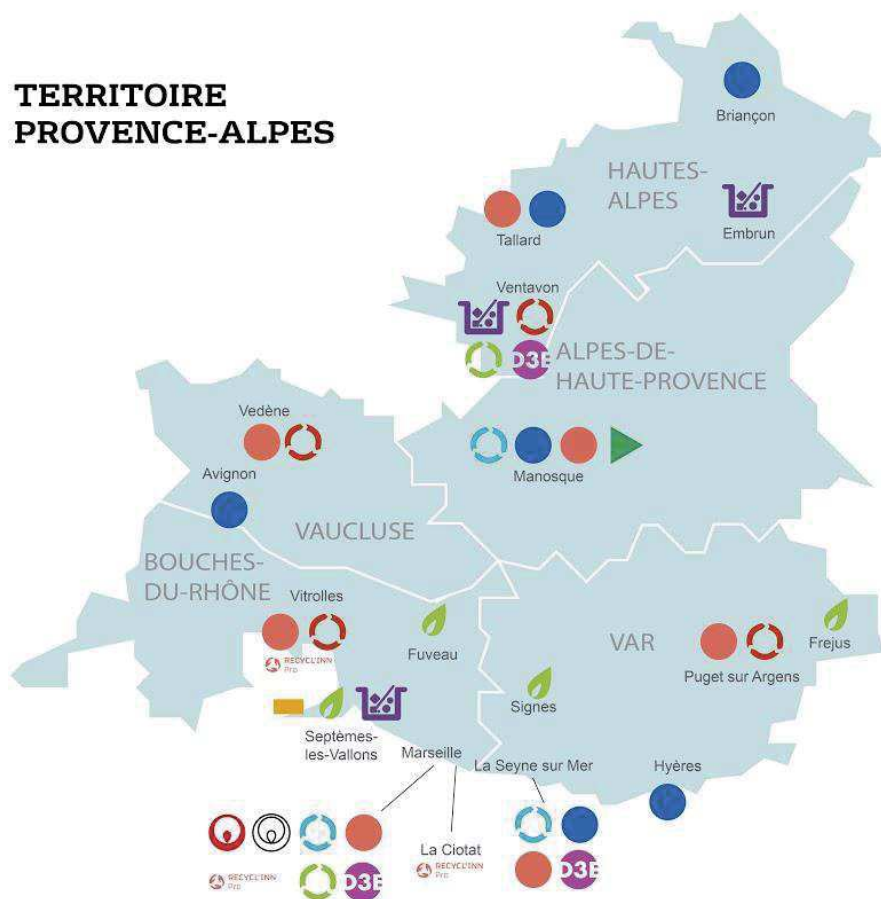 TERRITOIRE
PROVENCE-ALPES
Briançon
HAUTES-
ALPES
Embrun
Tallard
Ventavon
D3E
ALPES-DE-
HAUTE-PROVENCE
Vedène
Manosque
Avignon
VAUCLUSE
BOUCHES-
DU-RHÔNE
Vitrolles
RECYCL'INN
Pro
Fuveau
VAR
Frejus
Puget sur Argens
Signes
Septèmes-
les-Vallons
Marseille
La Seyne sur Mer
Hyères
La Ciotat
RECYCL'INN
Pro
RECYCL'INN
Pro
D3E
D3E